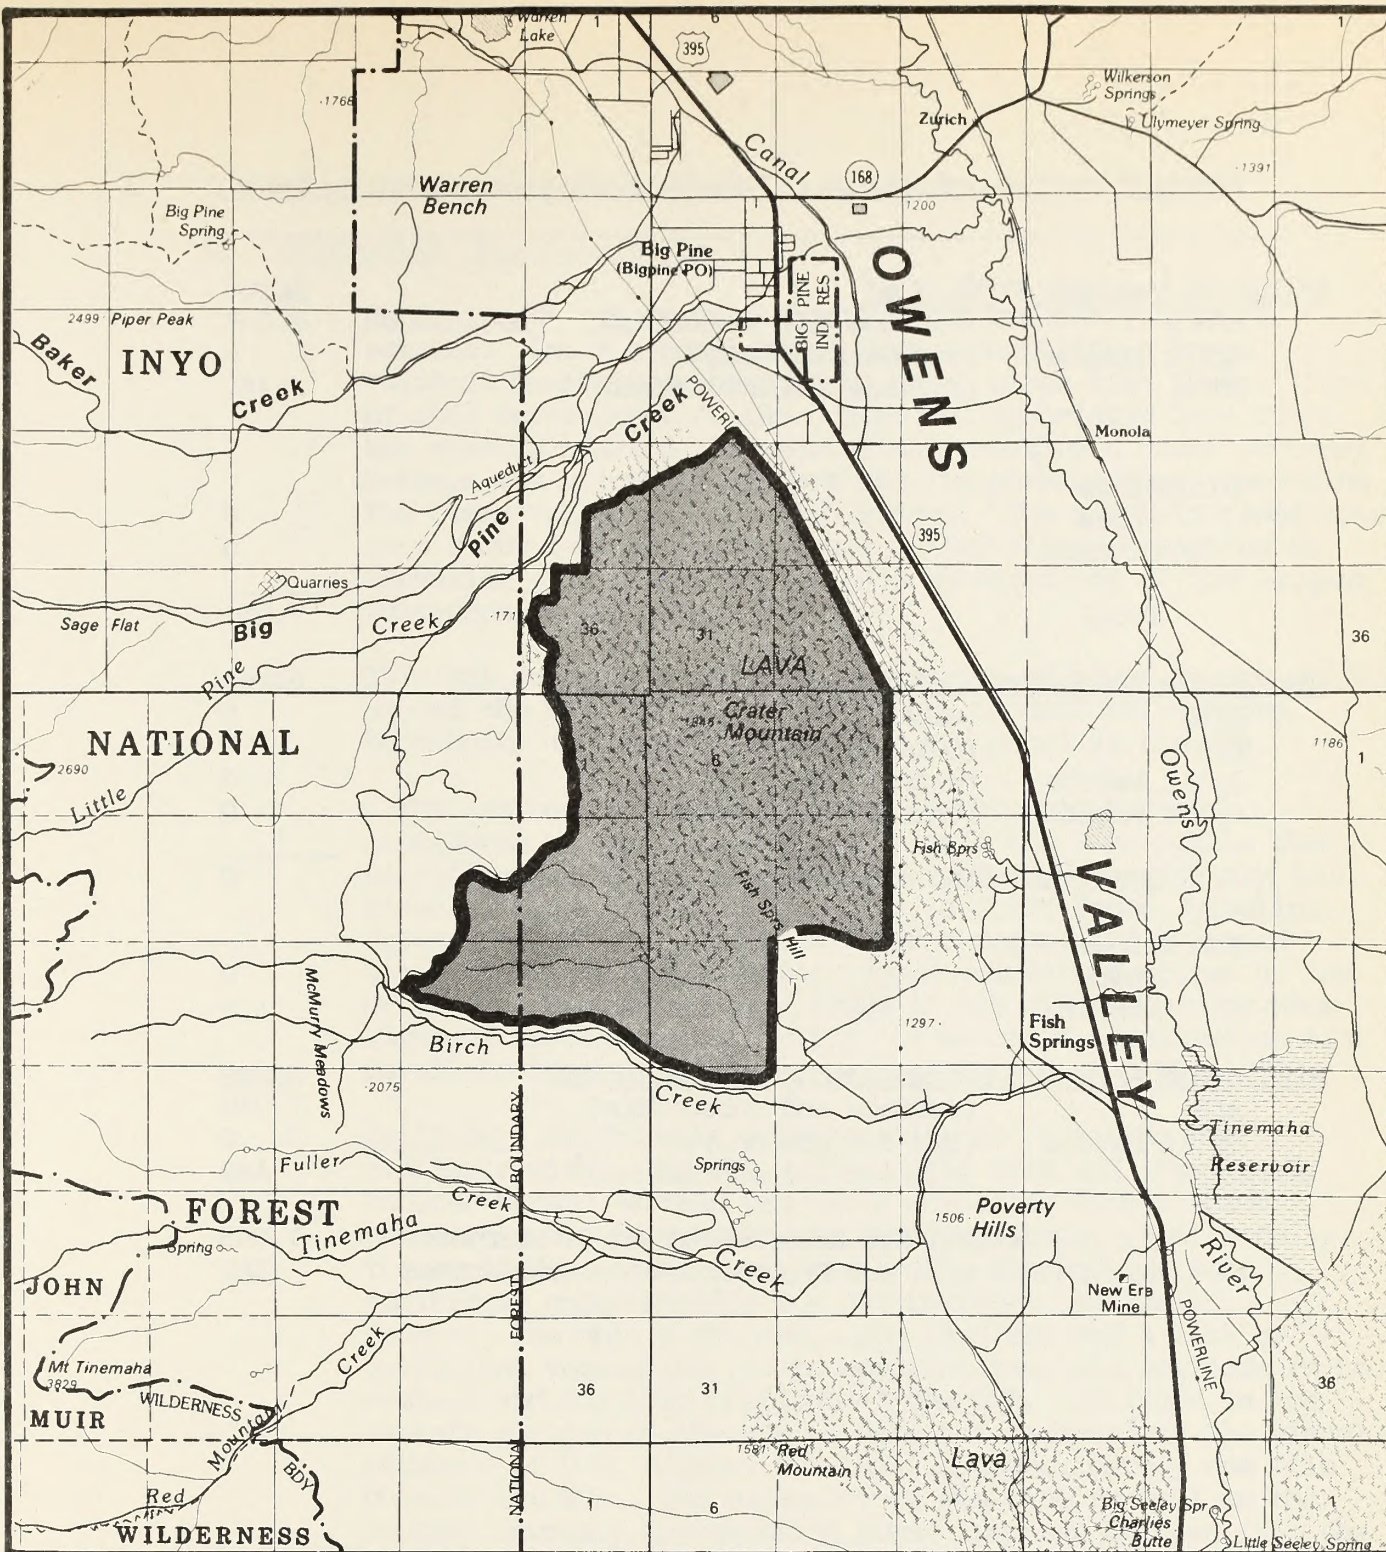 Warren
Lake
1
6
1
395
Wilkerson
Springs
1768
Zurich
Ulymeyer Spring
Canal
168
1391
Warren
Bench
1200
Big Pine
Spring
Big Pine
(Bigpine PO)
OWENS
BIG PINE
IND RES
2499 Piper Peak
INYO
Baker
Creek
POWERL
Creek
Monola
Aqueduct
Pine
395
Quarries
Sage Flat
Big
Creek
171
36
31
36
LAVA
Pine
Crater
Mountain
NATIONAL
1186
1
6
1
2690
Little
Owens
Fish Sprs
VALLEY
Fish Sprs Hill
McMurry Meadows
1297
Fish
Springs
Birch
2075
Creek
BOUNDARY
Tinemaha
Reservoir
Fuller
Springs
Creek
FOREST
Tinemaha
1506
Poverty
Hills
Spring
Creek
River
JOHN
New Era
Mine
FOREST
POWERLINE
Creek
Mt Tinemaha
3829
WILDERNESS
36
31
36
MUIR
Mountain
1581 Red
Mountain
Lava
BDY
Red
NATIONAL
1
6
1
Big Seeley Spr
Charlies
Butte
WILDERNESS
Little Seeley Spring